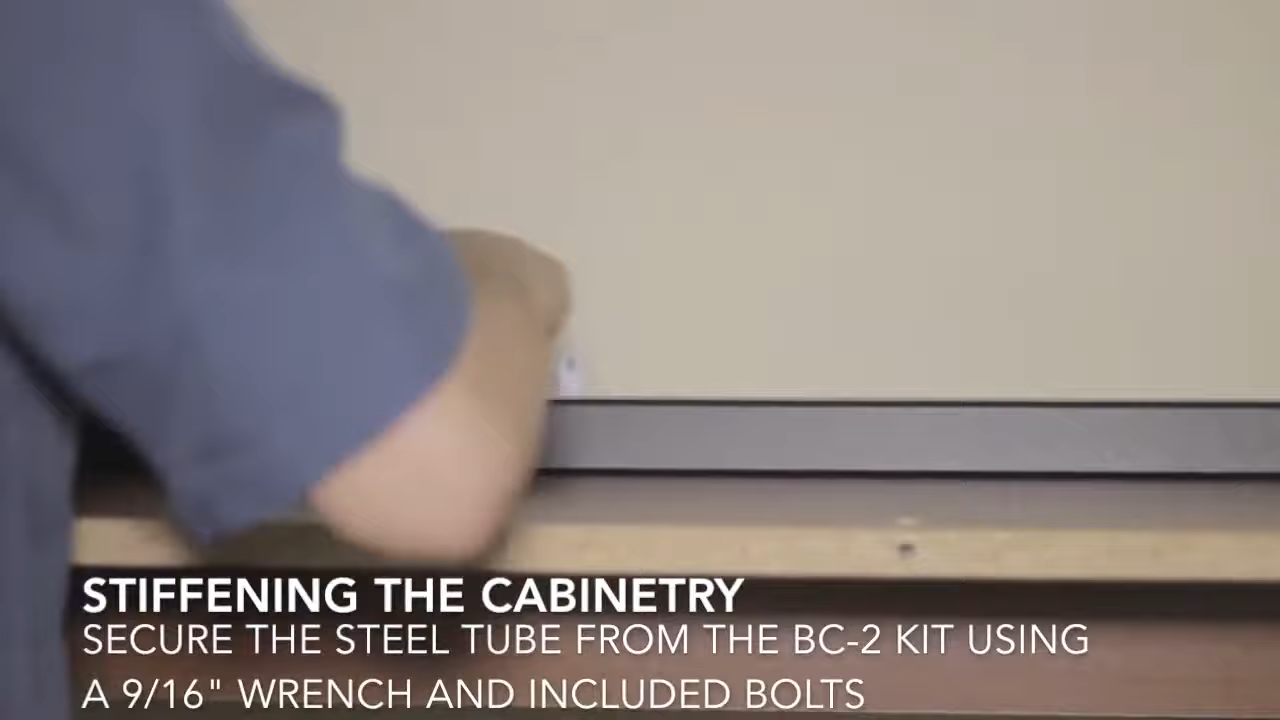 STIFFENING THE CABINETRY
SECURE THE STEEL TUBE FROM THE BC-2 KIT USING
A 9/16" WRENCH AND INCLUDED BOLTS